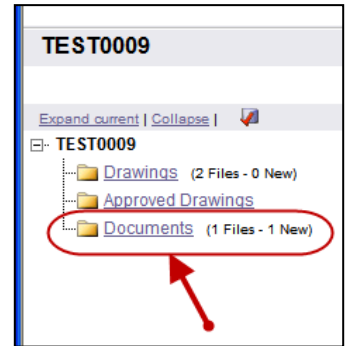 TEST0009
Expand current | Collapse |
TEST0009
Drawings (2 Files - 0 New)
Approved Drawings
Documents (1 Files - 1 New)